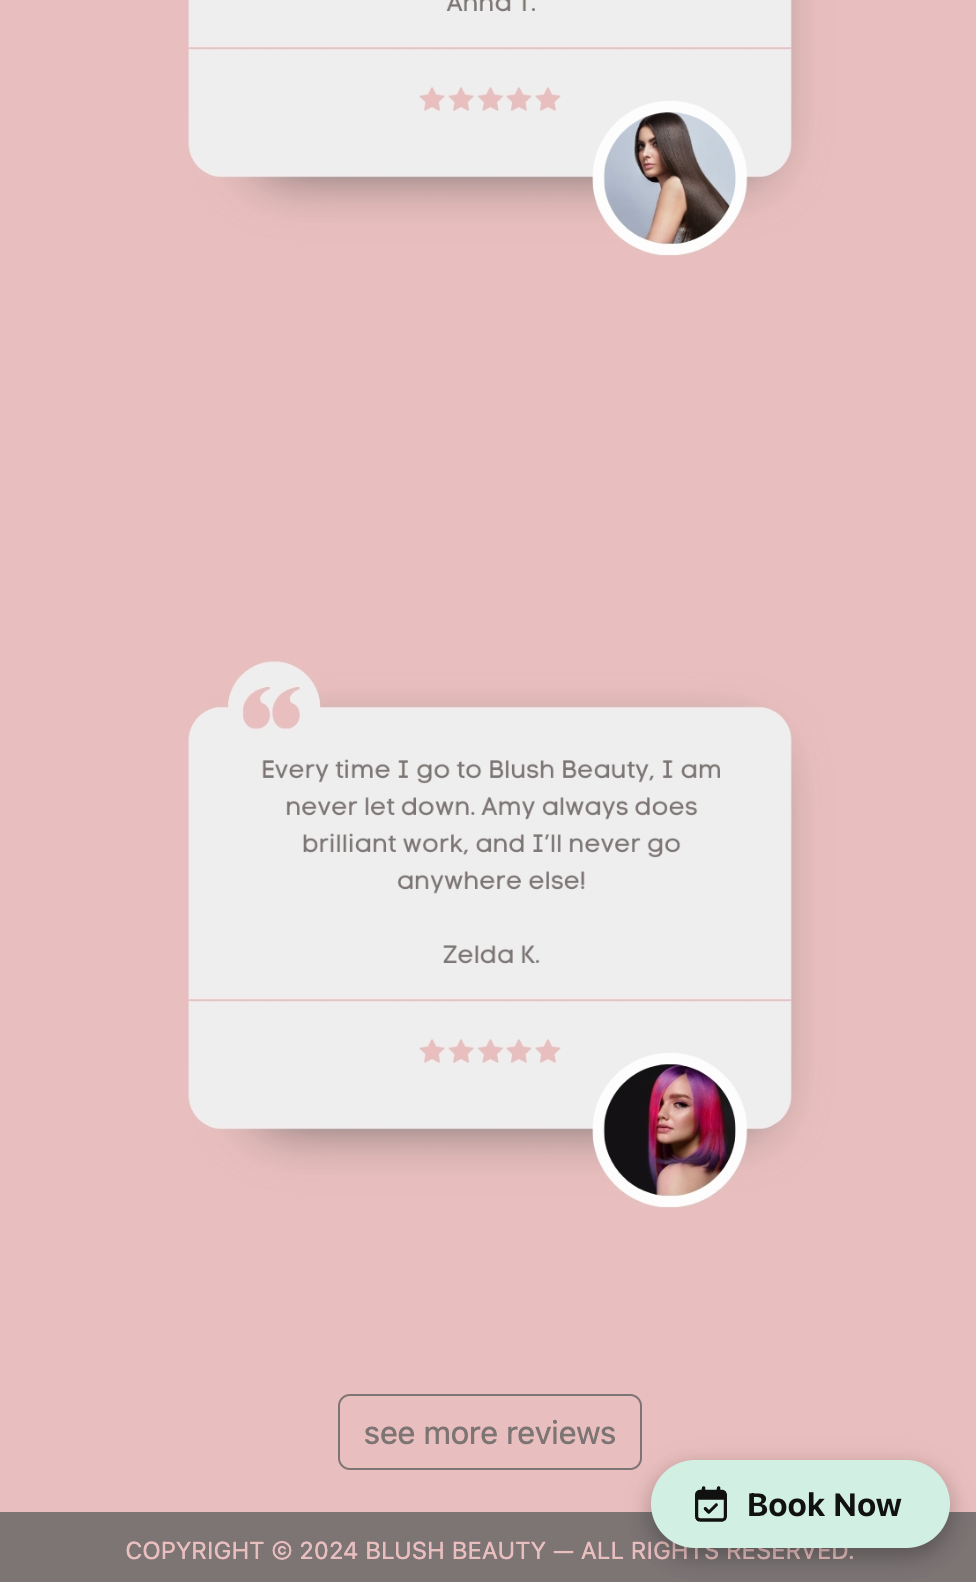 Anna T.
Every time I go to Blush Beauty, I am
never let down. Amy always does
brilliant work, and I'll never go
anywhere else!
Zelda K.
see more reviews
Book Now
COPYRIGHT © 2024 BLUSH BEAUTY — ALL RIGHTS RESERVED.